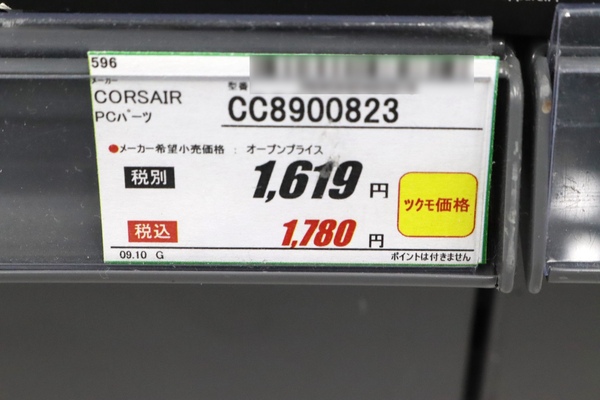 596
メーカー
型番
CORSAIR
CC8900823
PCパーツ
●メーカー希望小売価格 : オープンプライス
税別 1,619 円
ツクモ価格
税込 1,780 円
09.10 G
ポイントは付きません